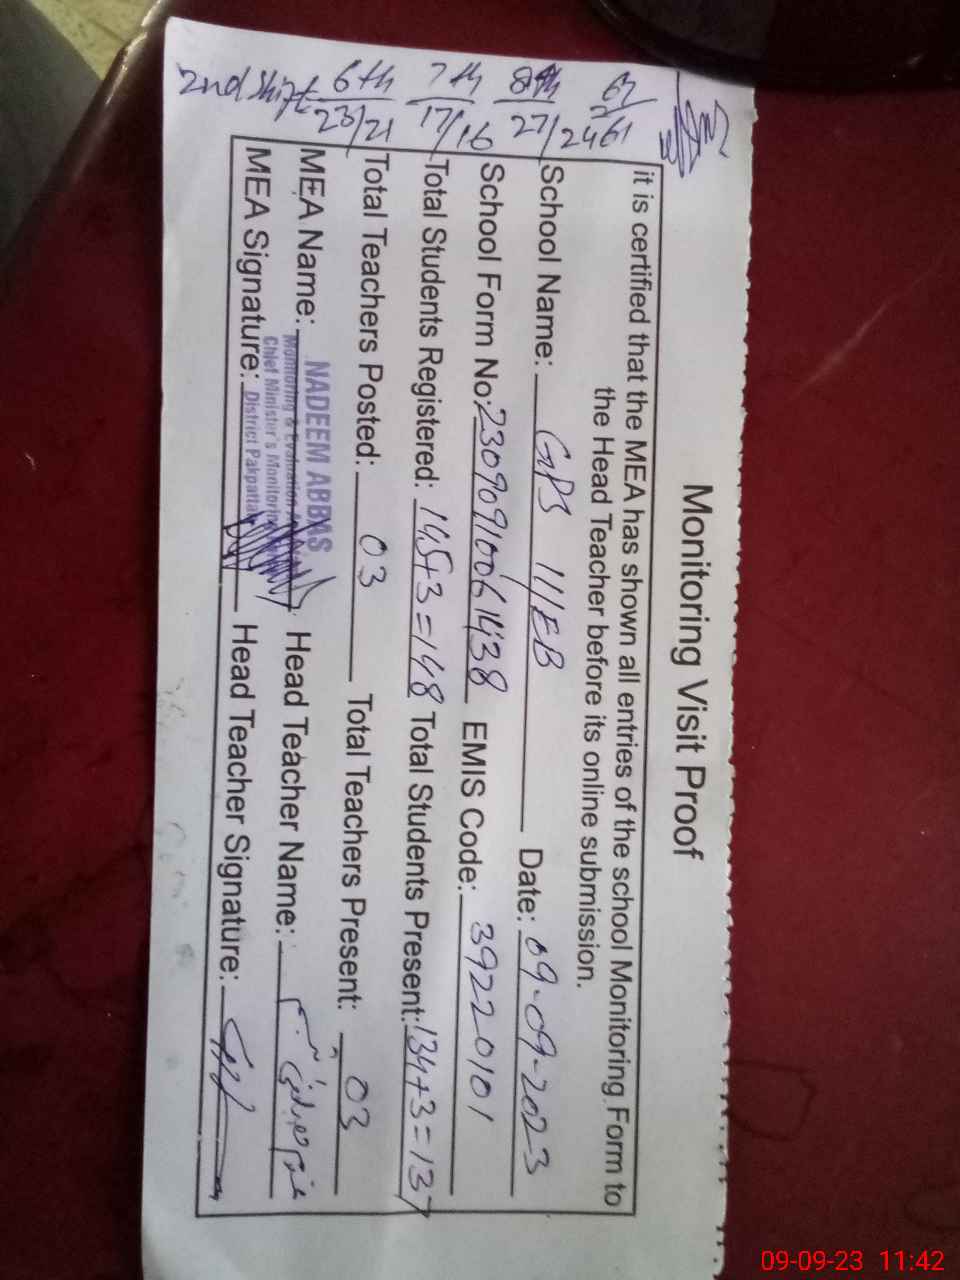 2nd Shift 6th 7th 8th 67
23/21 17/16 27/24 61
Monitoring Visit Proof
it is certified that the MEA has shown all entries of the school Monitoring Form to
the Head Teacher before its online submission.
School Name: GPS 111/EB Date: 09-09-2023
School Form No: 230909100611438 EMIS Code: 39220101
Total Students Registered: 145+3=148 Total Students Present: 134+3=137
Total Teachers Posted: 03 Total Teachers Present: 03
MEA Name: NADEEM ABBAS Head Teacher Name:
Monitoring & Evaluation
Chief Minister's Monitoring
MEA Signature: District Pakpattan Head Teacher Signature:
09-09-23 11:42